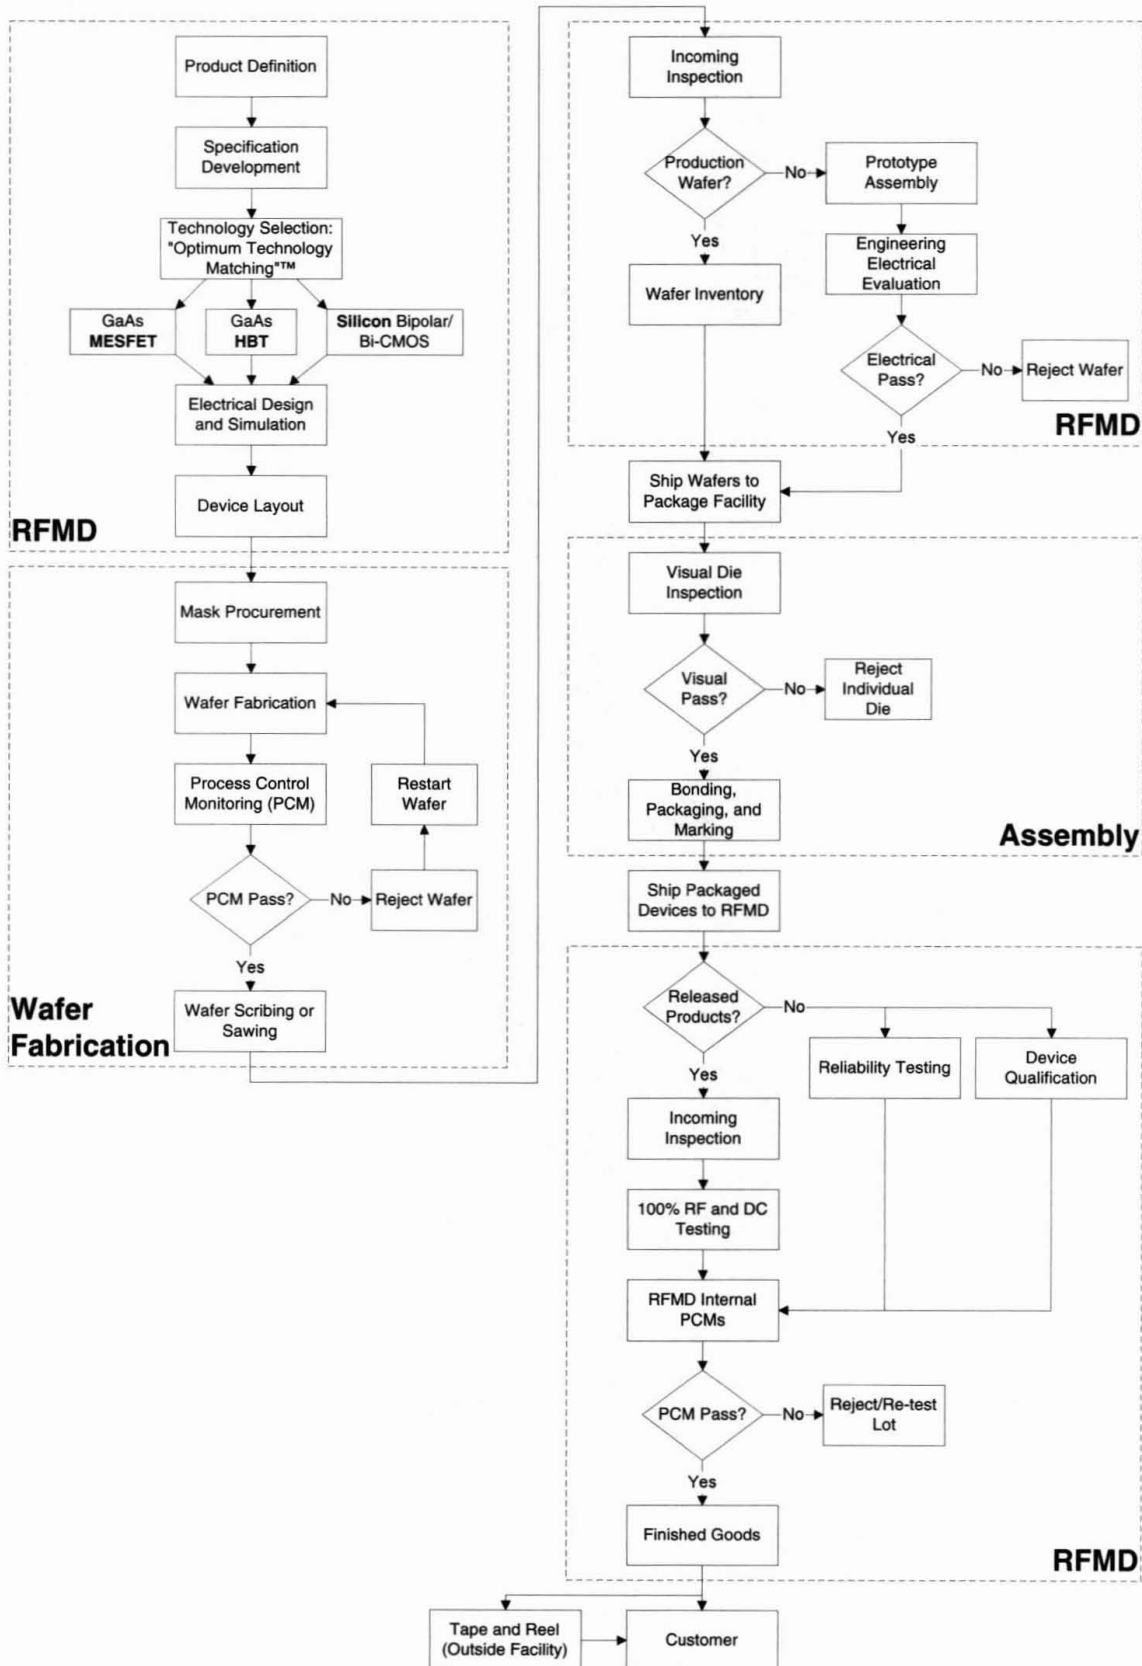 Product Definition
Specification
Development
Technology Selection:
"Optimum Technology
Matching"™
GaAs
MESFET
GaAs
HBT
Silicon Bipolar/
Bi-CMOS
Electrical Design
and Simulation
Device Layout
RFMD
Mask Procurement
Wafer Fabrication
Process Control
Monitoring (PCM)
Restart
Wafer
PCM Pass?
No
Reject Wafer
Yes
Wafer Scribing or
Sawing
Wafer
Fabrication
Incoming
Inspection
Production
Wafer?
No
Prototype
Assembly
Yes
Engineering
Electrical
Evaluation
Wafer Inventory
Electrical
Pass?
No
Reject Wafer
Yes
RFMD
Ship Wafers to
Package Facility
Visual Die
Inspection
Visual
Pass?
No
Reject
Individual
Die
Yes
Bonding,
Packaging, and
Marking
Assembly
Ship Packaged
Devices to RFMD
Released
Products?
No
Reliability Testing
Device
Qualification
Yes
Incoming
Inspection
100% RF and DC
Testing
RFMD Internal
PCMs
PCM Pass?
No
Reject/Re-test
Lot
Yes
Finished Goods
RFMD
Tape and Reel
(Outside Facility)
Customer